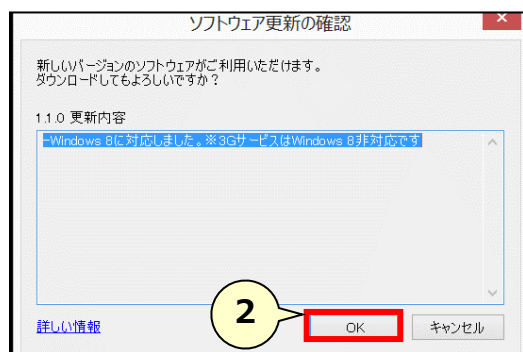 ソフトウェア更新の確認
新しいバージョンのソフトウェアがご利用いただけます。
ダウンロードしてもよろしいですか？
1.1.0 更新内容
-Windows 8に対応しました。※3GサービスはWindows 8非対応です
2
詳しい情報
OK
キャンセル